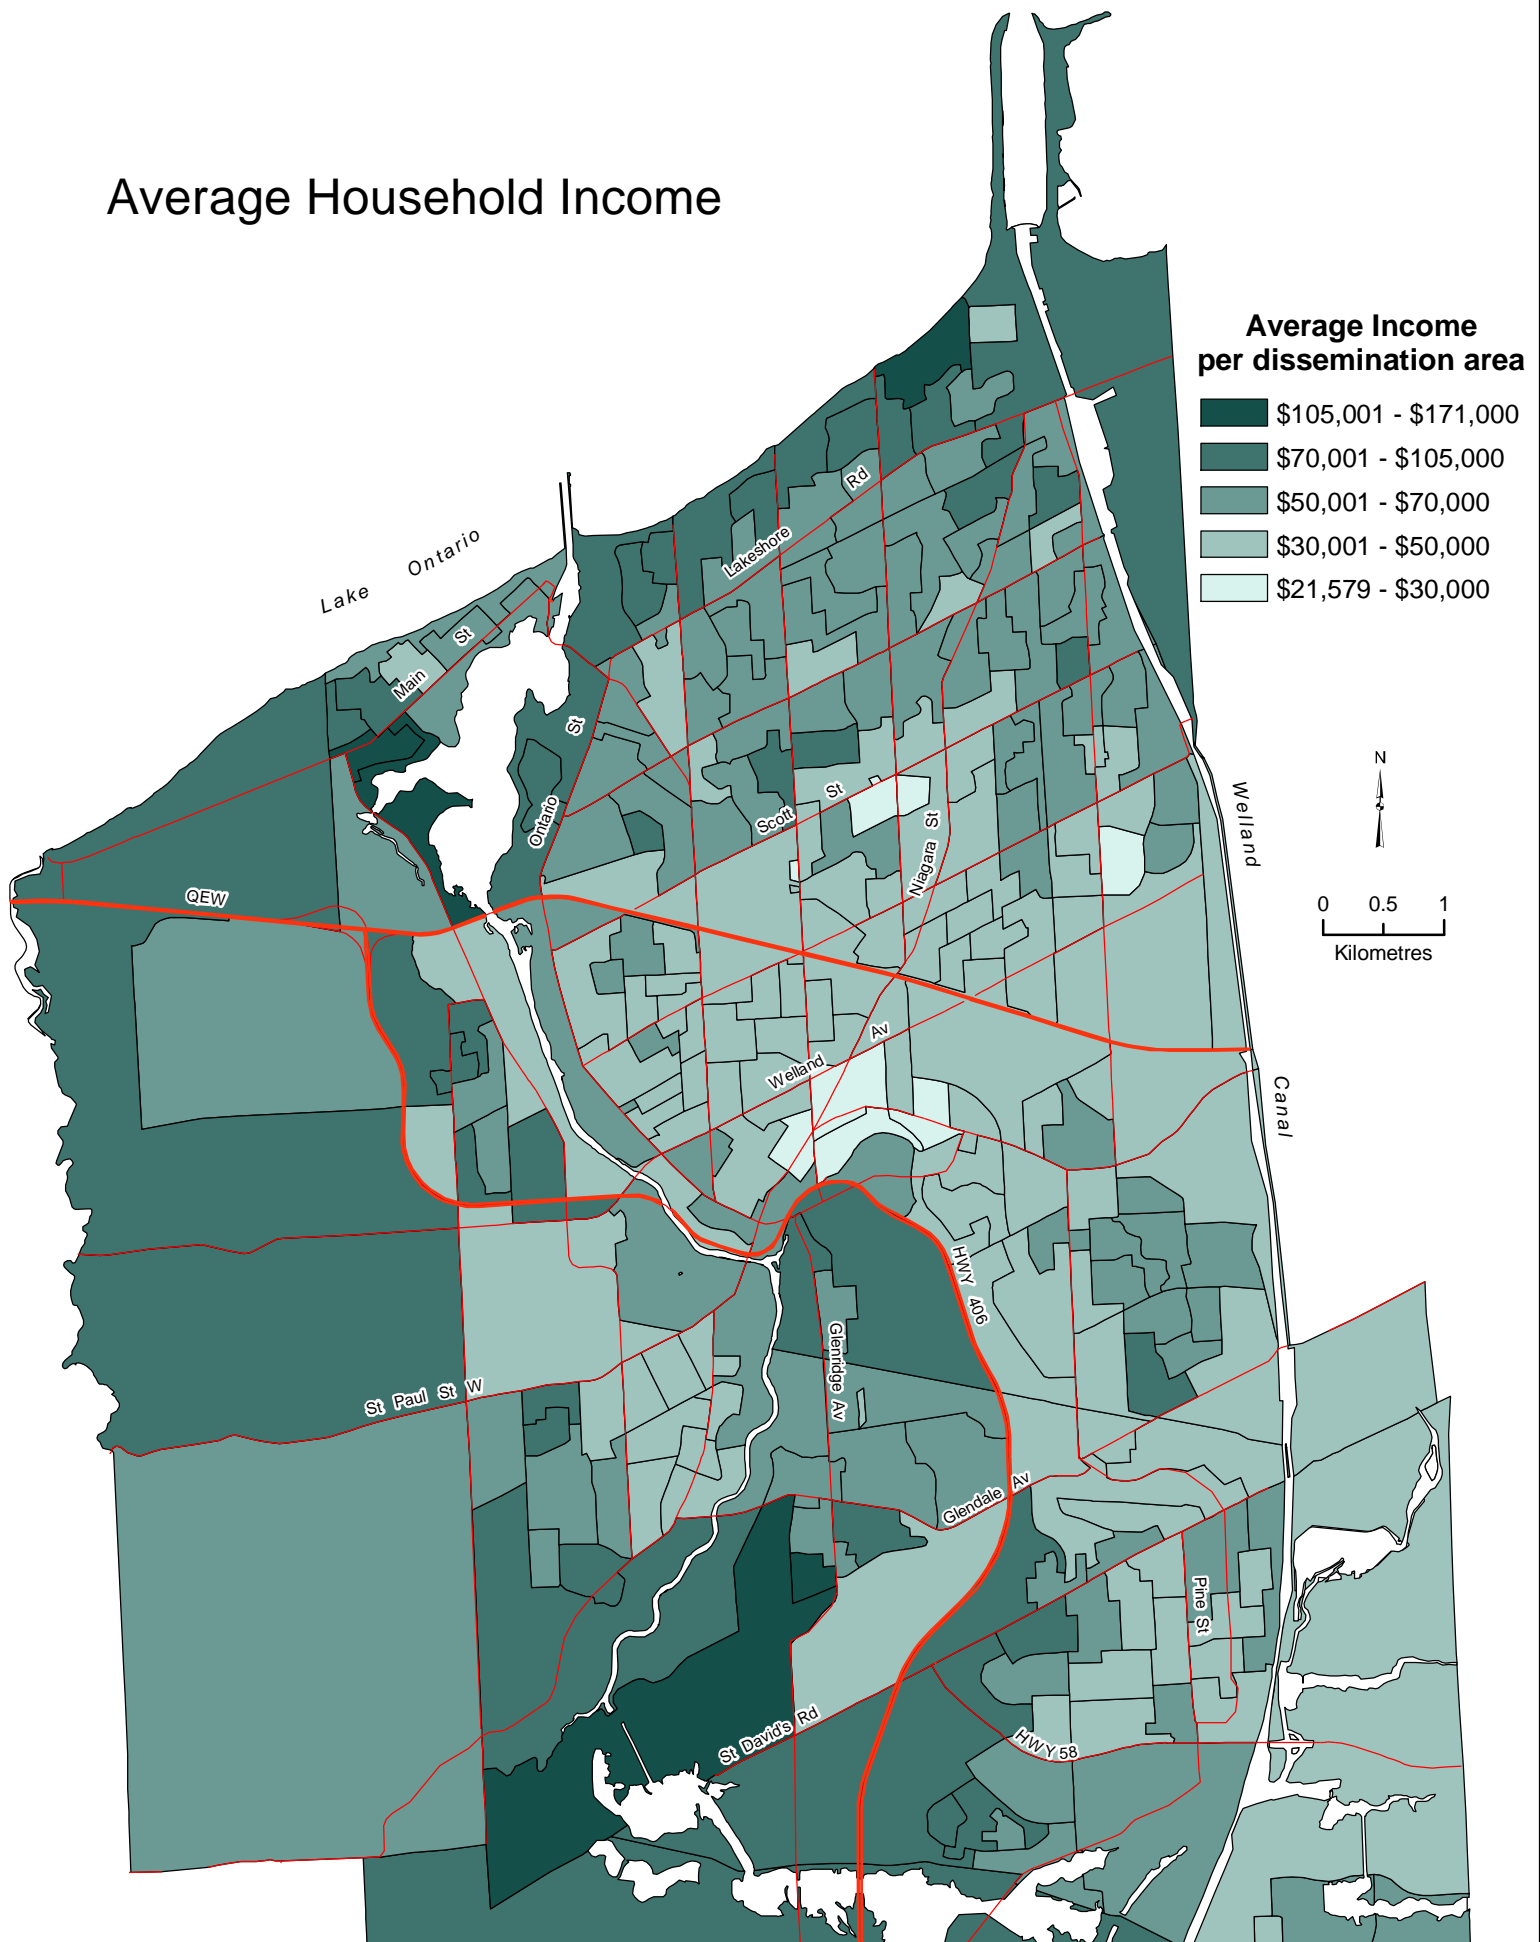 Average Household Income
Average Income
per dissemination area
$105,001 - $171,000
$70,001 - $105,000
$50,001 - $70,000
$30,001 - $50,000
$21,579 - $30,000
Lake Ontario
Lakeshore Rd
Main St
Ontario St
Scott St
Niagara St
Welland Canal
N
0 0.5 1
Kilometres
QEW
Welland Av
HWY 406
Glenridge Av
St Paul St W
Glendale Av
Pine St
St David's Rd
HWY 58